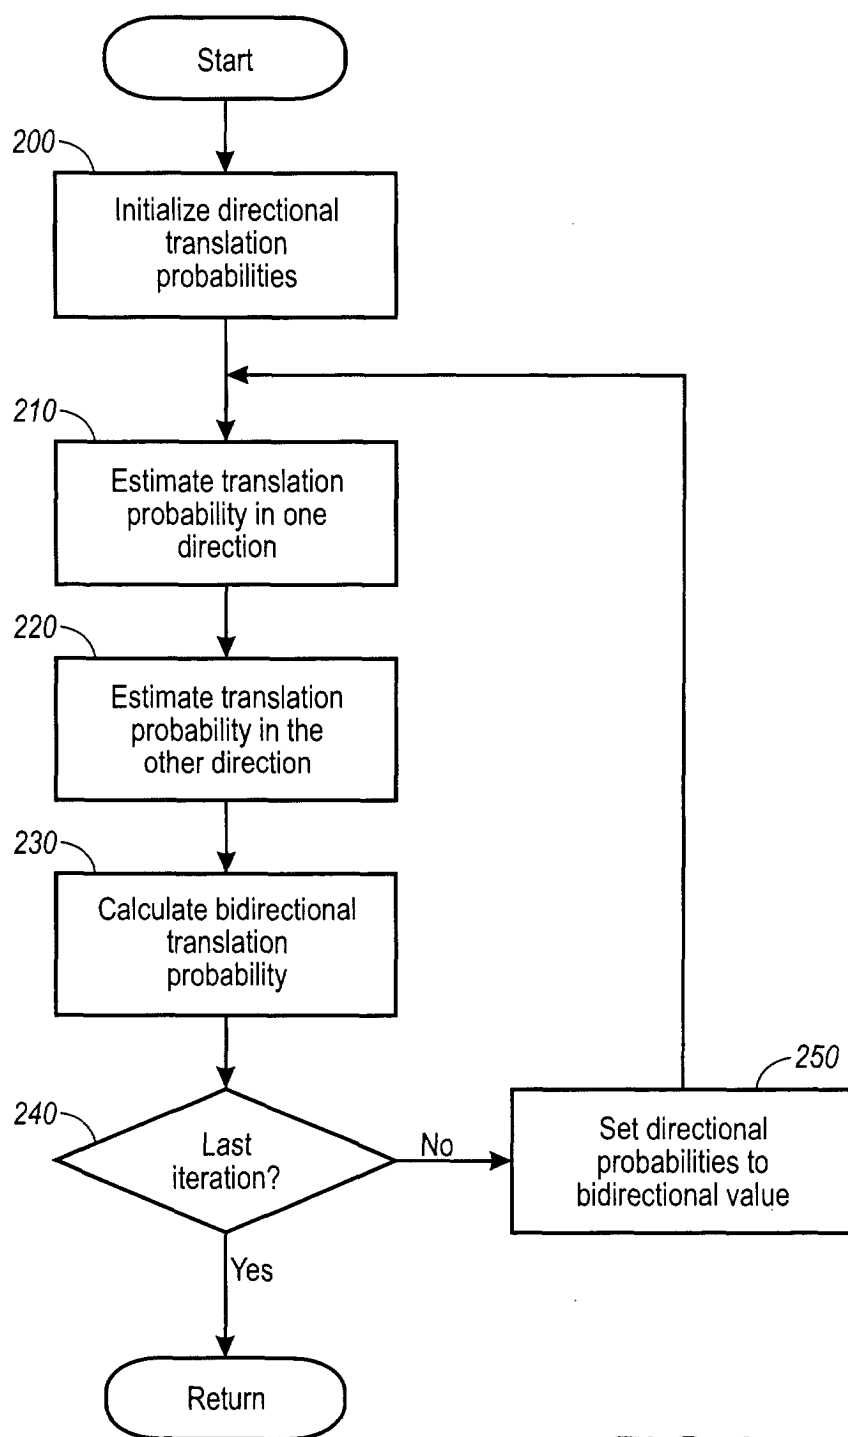 Start
200
Initialize directional
translation
probabilities
210
Estimate translation
probability in one
direction
220
Estimate translation
probability in the
other direction
230
Calculate bidirectional
translation
probability
240
Last
iteration?
No
250
Set directional
probabilities to
bidirectional value
Yes
Return